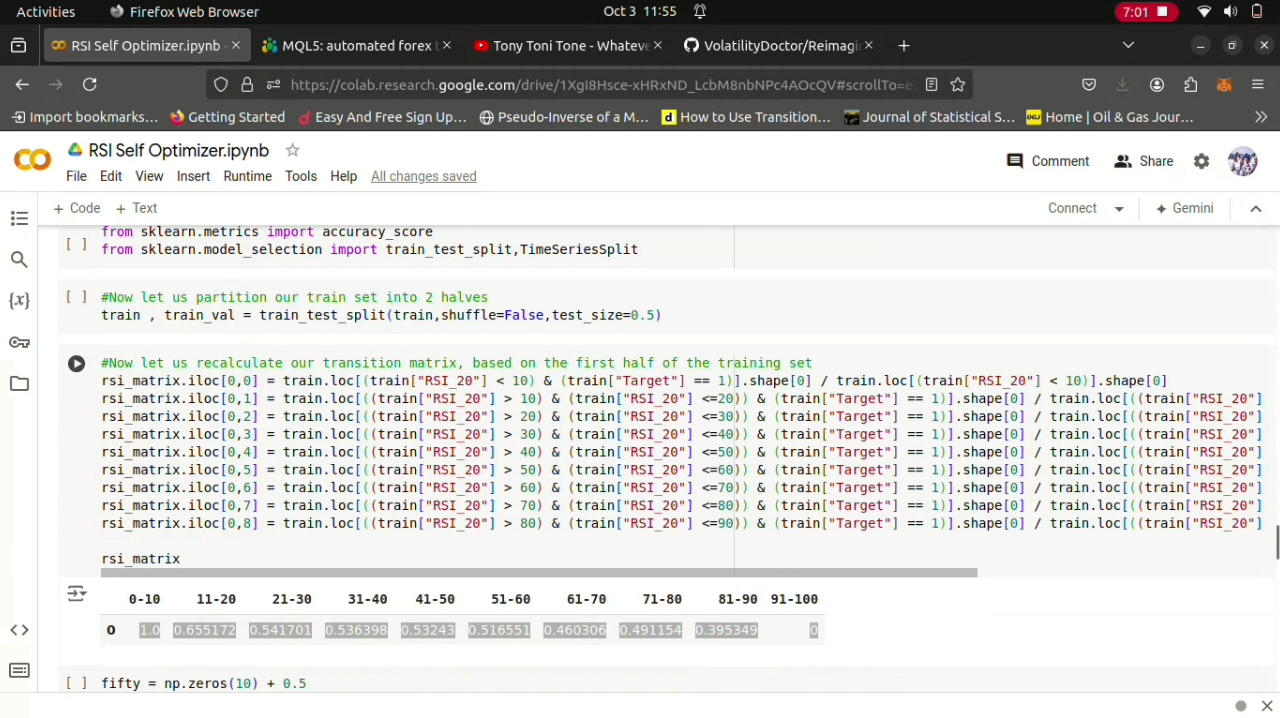 Activities Firefox Web Browser Oct 3 11:55 7:01
RSI Self Optimizer.ipynb MQL5: automated forex t Tony Toni Tone - Whateve VolatilityDoctor/Reimagi
https://colab.research.google.com/drive/1XgI8Hsce-xHRxND_LcbM8nbNPc4AOcQV#scrollTo=e
Import bookmarks... Getting Started Easy And Free Sign Up... Pseudo-Inverse of a M... How to Use Transition... Journal of Statistical S... Home | Oil & Gas Jour...
RSI Self Optimizer.ipynb
Comment Share
File Edit View Insert Runtime Tools Help All changes saved
+ Code + Text Connect Gemini
from sklearn.metrics import accuracy_score
[ ] from sklearn.model_selection import train_test_split,TimeSeriesSplit
[ ] #Now let us partition our train set into 2 halves
train , train_val = train_test_split(train,shuffle=False,test_size=0.5)
#Now let us recalculate our transition matrix, based on the first half of the training set
rsi_matrix.iloc[0,0] = train.loc[(train["RSI_20"] < 10) & (train["Target"] == 1)].shape[0] / train.loc[(train["RSI_20"] < 10)].shape[0]
rsi_matrix.iloc[0,1] = train.loc[((train["RSI_20"] > 10) & (train["RSI_20"] <=20)) & (train["Target"] == 1)].shape[0] / train.loc[((train["RSI_20"]
rsi_matrix.iloc[0,2] = train.loc[((train["RSI_20"] > 20) & (train["RSI_20"] <=30)) & (train["Target"] == 1)].shape[0] / train.loc[((train["RSI_20"]
rsi_matrix.iloc[0,3] = train.loc[((train["RSI_20"] > 30) & (train["RSI_20"] <=40)) & (train["Target"] == 1)].shape[0] / train.loc[((train["RSI_20"]
rsi_matrix.iloc[0,4] = train.loc[((train["RSI_20"] > 40) & (train["RSI_20"] <=50)) & (train["Target"] == 1)].shape[0] / train.loc[((train["RSI_20"]
rsi_matrix.iloc[0,5] = train.loc[((train["RSI_20"] > 50) & (train["RSI_20"] <=60)) & (train["Target"] == 1)].shape[0] / train.loc[((train["RSI_20"]
rsi_matrix.iloc[0,6] = train.loc[((train["RSI_20"] > 60) & (train["RSI_20"] <=70)) & (train["Target"] == 1)].shape[0] / train.loc[((train["RSI_20"]
rsi_matrix.iloc[0,7] = train.loc[((train["RSI_20"] > 70) & (train["RSI_20"] <=80)) & (train["Target"] == 1)].shape[0] / train.loc[((train["RSI_20"]
rsi_matrix.iloc[0,8] = train.loc[((train["RSI_20"] > 80) & (train["RSI_20"] <=90)) & (train["Target"] == 1)].shape[0] / train.loc[((train["RSI_20"]
rsi_matrix
0-10 11-20 21-30 31-40 41-50 51-60 61-70 71-80 81-90 91-100
0 1.0 0.655172 0.541701 0.536398 0.53243 0.516551 0.460306 0.491154 0.395349 0
[ ] fifty = np.zeros(10) + 0.5